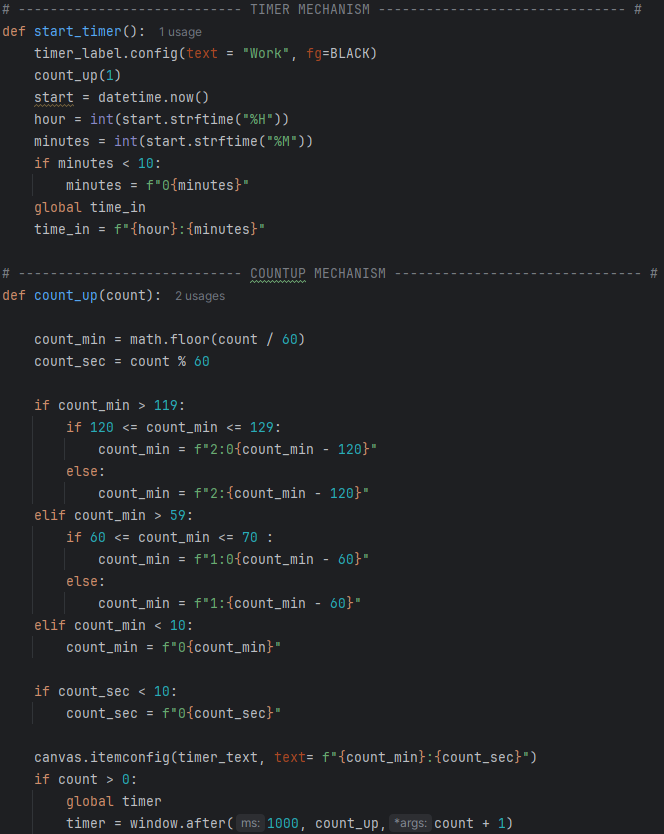 # ---------------------------- TIMER MECHANISM ------------------------------- #
def start_timer(): 1 usage
    timer_label.config(text = "Work", fg=BLACK)
    count_up(1)
    start = datetime.now()
    hour = int(start.strftime("%H"))
    minutes = int(start.strftime("%M"))
    if minutes < 10:
        minutes = f"0{minutes}"
    global time_in
    time_in = f"{hour}:{minutes}"
# ---------------------------- COUNTUP MECHANISM ------------------------------- #
def count_up(count): 2 usages
    count_min = math.floor(count / 60)
    count_sec = count % 60
    if count_min > 119:
        if 120 <= count_min <= 129:
            count_min = f"2:0{count_min - 120}"
        else:
            count_min = f"2:{count_min - 120}"
    elif count_min > 59:
        if 60 <= count_min <= 70 :
            count_min = f"1:0{count_min - 60}"
        else:
            count_min = f"1:{count_min - 60}"
    elif count_min < 10:
        count_min = f"0{count_min}"
    if count_sec < 10:
        count_sec = f"0{count_sec}"
    canvas.itemconfig(timer_text, text= f"{count_min}:{count_sec}")
    if count > 0:
        global timer
        timer = window.after( ms: 1000, count_up, *args: count + 1)